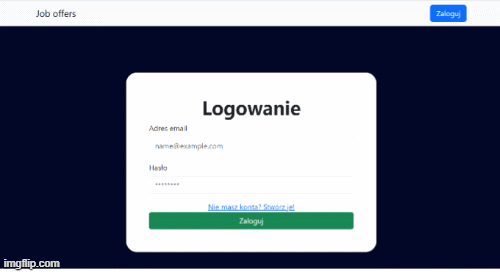 Job offers
Zaloguj
Logowanie
Adres email
name@example.com
Hasło
********
Nie masz konta? Stwórz je!
Zaloguj
imgflip.com